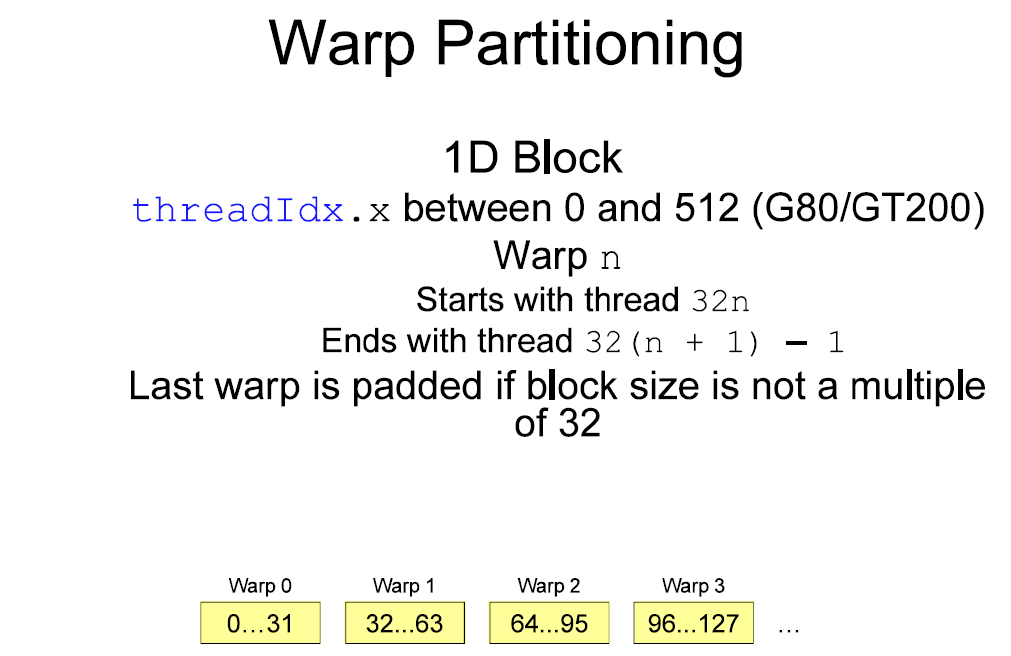 Warp Partitioning
1D Block
threadIdx.x between 0 and 512 (G80/GT200)
Warp n
Starts with thread 32n
Ends with thread 32(n + 1) – 1
Last warp is padded if block size is not a multiple
of 32
Warp 0 Warp 1 Warp 2 Warp 3
0…31 32...63 64...95 96...127 …